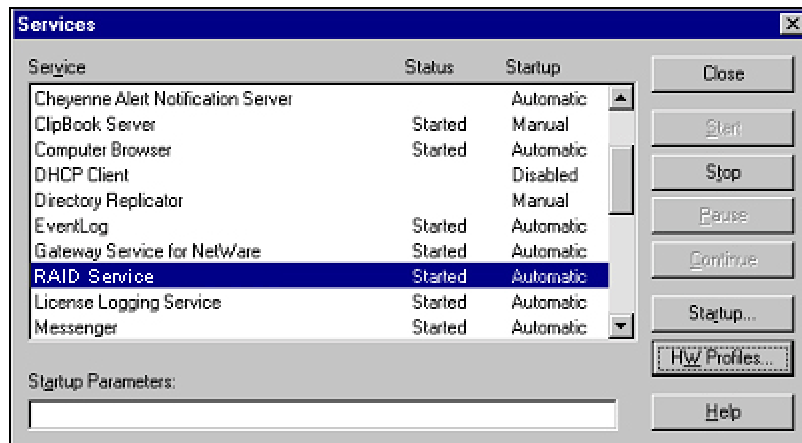 Services
Service Status Startup
Cheyenne Alert Notification Server Automatic
ClipBook Server Started Manual
Computer Browser Started Automatic
DHCP Client Disabled
Directory Replicator Manual
EventLog Started Automatic
Gateway Service for NetWare Started Automatic
RAID Service Started Automatic
License Logging Service Started Automatic
Messenger Started Automatic
Startup Parameters:
Close
Start
Stop
Pause
Continue
Startup...
HW Profiles...
Help